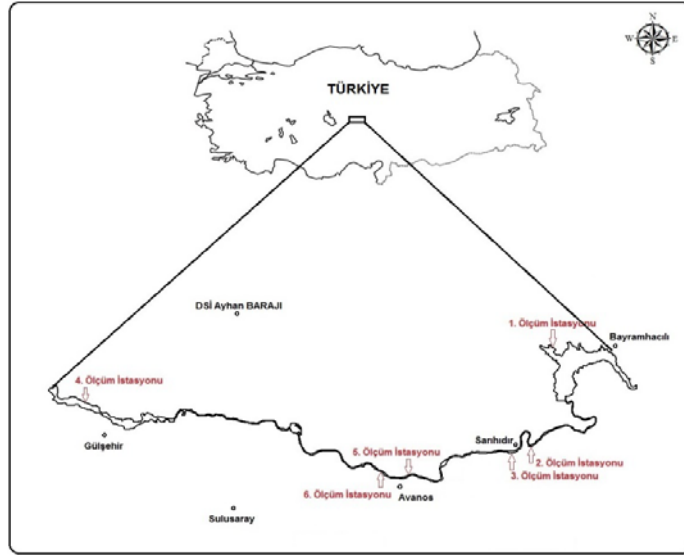 N
W E
S
TÜRKİYE
DSİ Ayhan BARAJI
1. Ölçüm İstasyonu
Bayramhacılı
4. Ölçüm İstasyonu
Gülşehir
Sarıhıdır
5. Ölçüm İstasyonu
2. Ölçüm İstasyonu
3. Ölçüm İstasyonu
6. Ölçüm İstasyonu
Avanos
Sulusaray